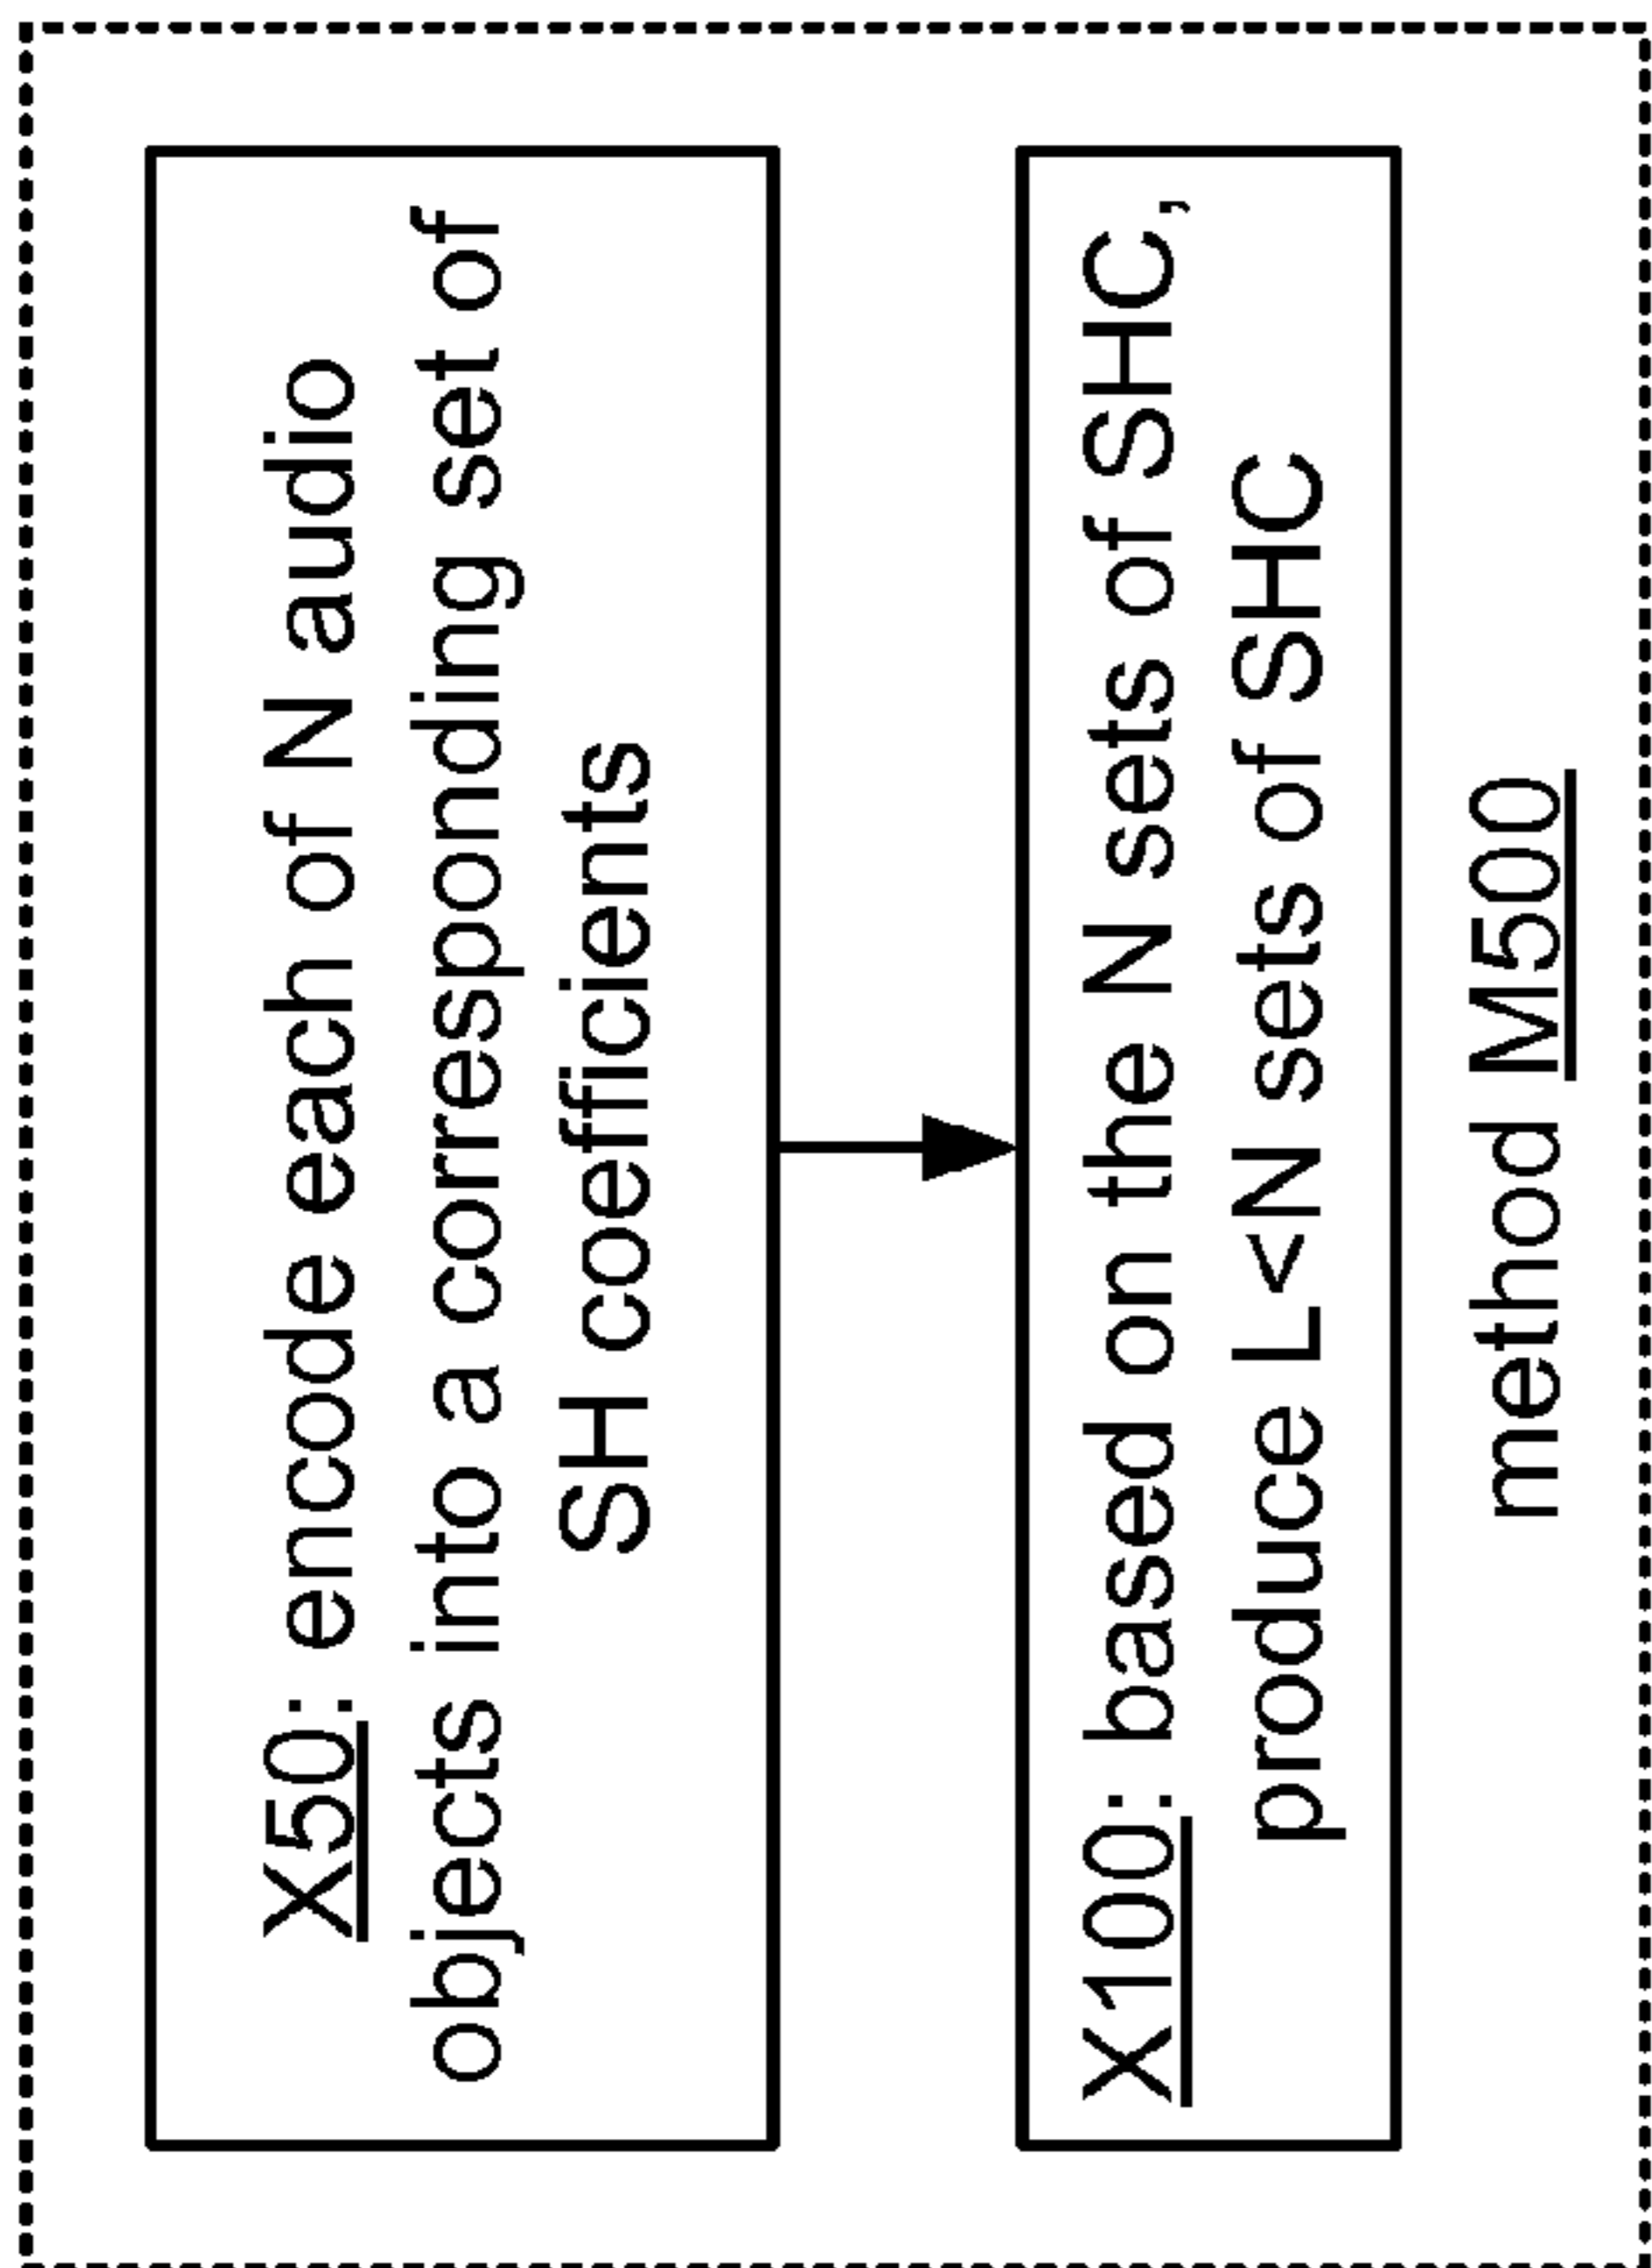 X50: encode each of N audio
objects into a corresponding set of
SH coefficients
X100: based on the N sets of SHC,
produce L<N sets of SHC
method M500